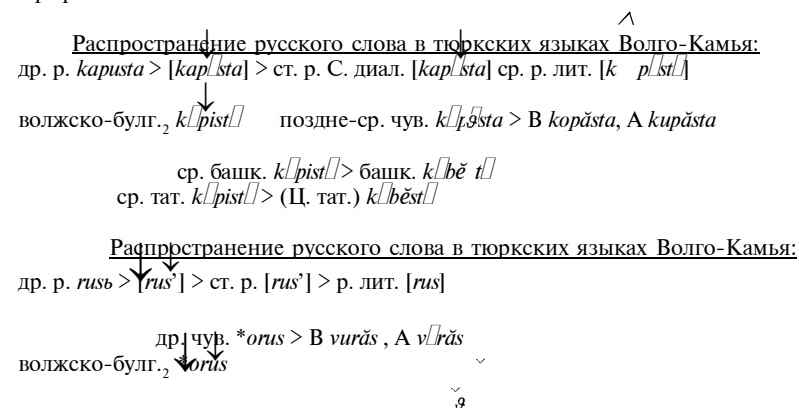 Распространение русского слова в тюркских языках Волго-Камья:
др. р. kapusta > [kap□sta] > ст. р. С. диал. [kap□sta] ср. р. лит. [k p□st□]
волжско-булг.₂ k□pist□ поздне-ср. чув. sta > В kopăsta, А kupăsta
ср. башк. k□pist□ > башк. k□bĕ t□
ср. тат. k□pist□ > (Ц. тат.) k□bĕst□
Распространение русского слова в тюркских языках Волго-Камья:
др. р. rusь > [rus’] > ст. р. [rus’] > р. лит. [rus]
др. чув. *orus > В vurăs , А v□răs
волжско-булг.₂ *orus